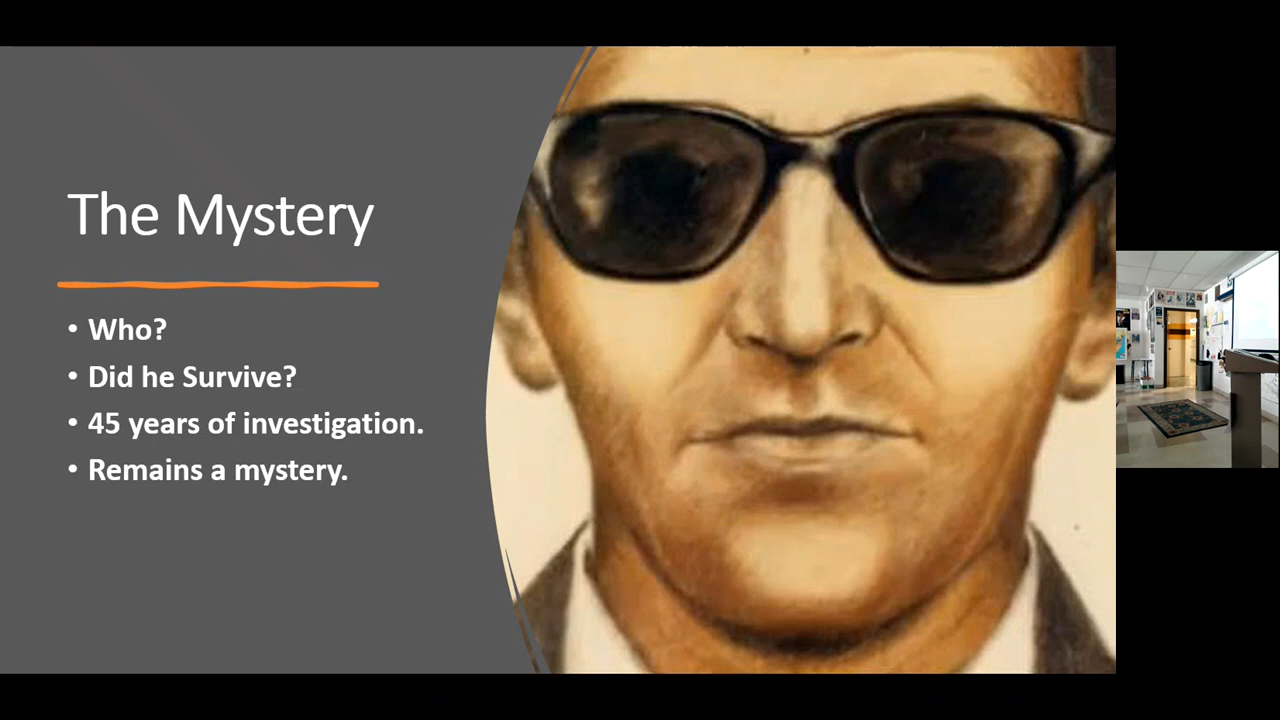 The Mystery
• Who?
• Did he Survive?
• 45 years of investigation.
• Remains a mystery.